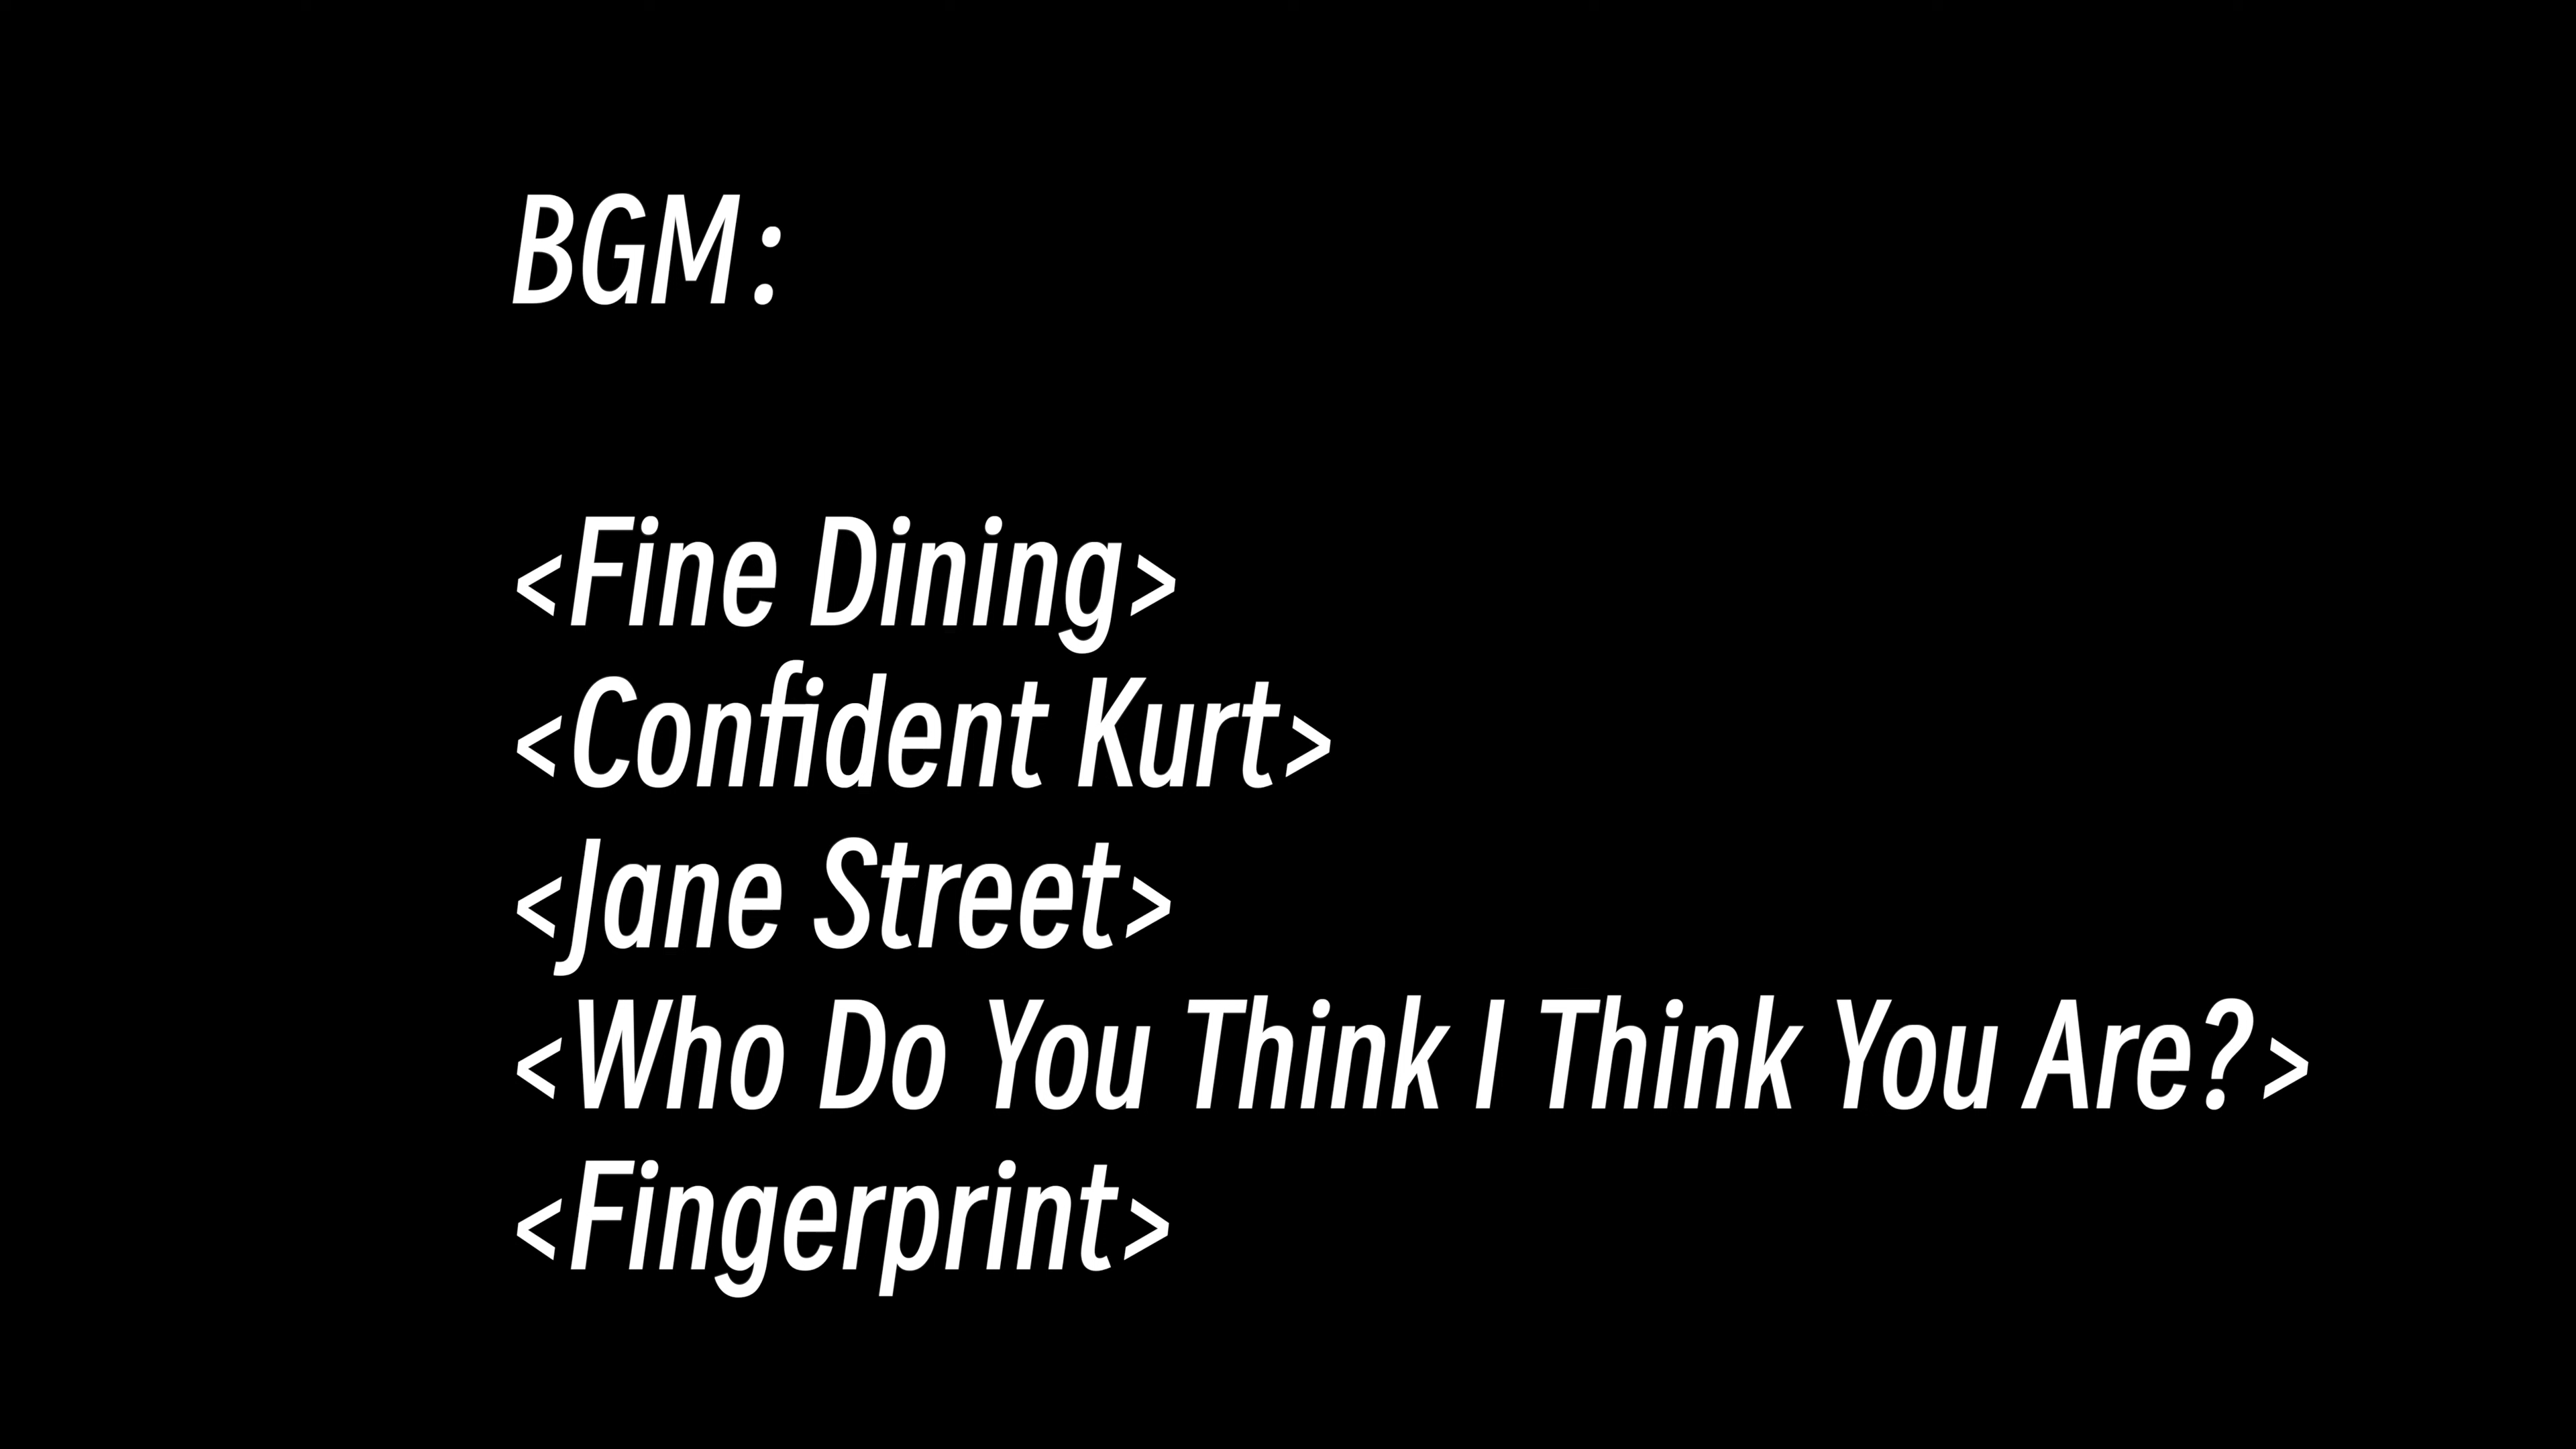 BGM:
<Fine Dining>
<Confident Kurt>
<Jane Street>
<Who Do You Think I Think You Are?>
<Fingerprint>